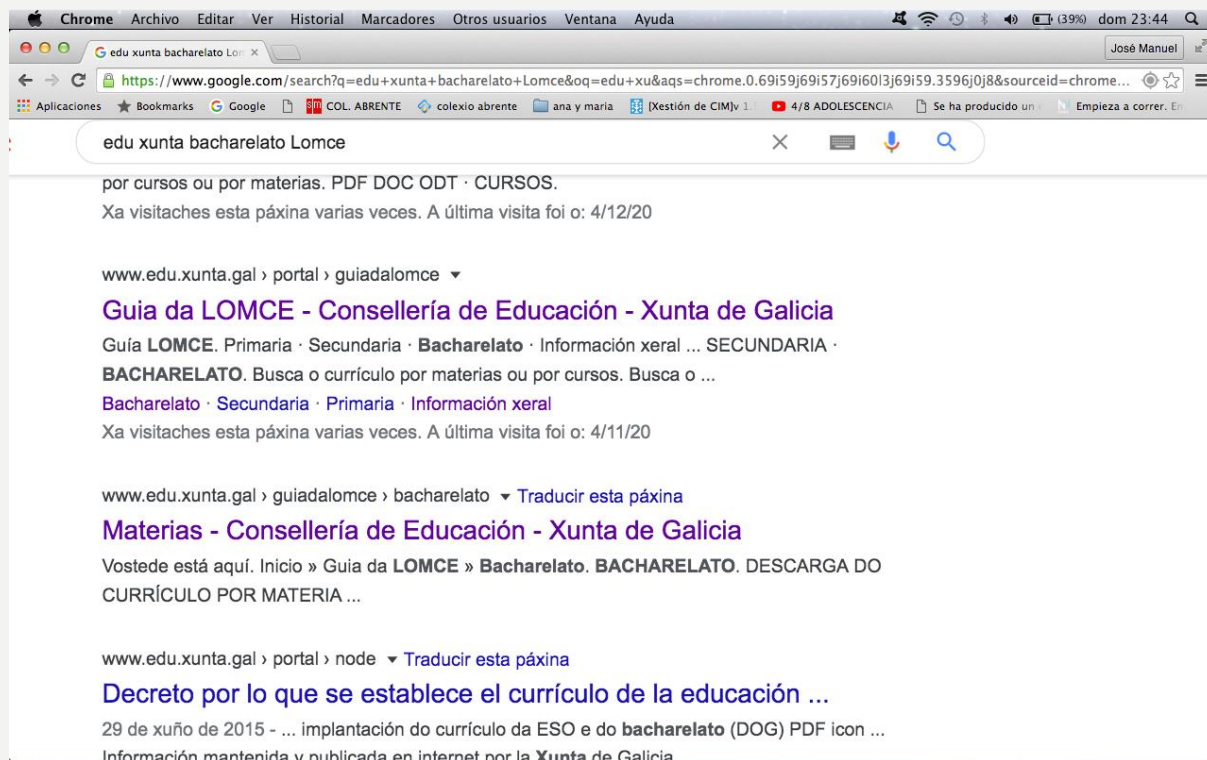 Chrome Archivo Editar Ver Historial Marcadores Otros usuarios Ventana Ayuda (39%) dom 23:44
edu xunta bacharelato Lon José Manuel
https://www.google.com/search?q=edu+xunta+bacharelato+Lomce&oq=edu+xu&aqs=chrome.0.69i59j69i57j69i60l3j69i59.3596j0j8&sourceid=chrome...
Aplicaciones Bookmarks Google COL. ABRENTE colexio abrente ana y maria [Xestión de CIM]v 1 4/8 ADOLESCENCIA Se ha producido un Empieza a correr. En
edu xunta bacharelato Lomce
por cursos ou por materias. PDF DOC ODT · CURSOS.
Xa visitaches esta páxina varias veces. A última visita foi o: 4/12/20
www.edu.xunta.gal › portal › guiadalomce
Guia da LOMCE - Consellería de Educación - Xunta de Galicia
Guía LOMCE. Primaria · Secundaria · Bacharelato · Información xeral ... SECUNDARIA ·
BACHARELATO. Busca o currículo por materias ou por cursos. Busca o ...
Bacharelato · Secundaria · Primaria · Información xeral
Xa visitaches esta páxina varias veces. A última visita foi o: 4/11/20
www.edu.xunta.gal › guiadalomce › bacharelato Traducir esta páxina
Materias - Consellería de Educación - Xunta de Galicia
Vostede está aquí. Inicio » Guia da LOMCE » Bacharelato. BACHARELATO. DESCARGA DO
CURRÍCULO POR MATERIA ...
www.edu.xunta.gal › portal › node Traducir esta páxina
Decreto por lo que se establece el currículo de la educación ...
29 de xuño de 2015 - ... implantación do currículo da ESO e do bacharelato (DOG) PDF icon ...
Información mantenida y publicada en internet por la Xunta de Galicia